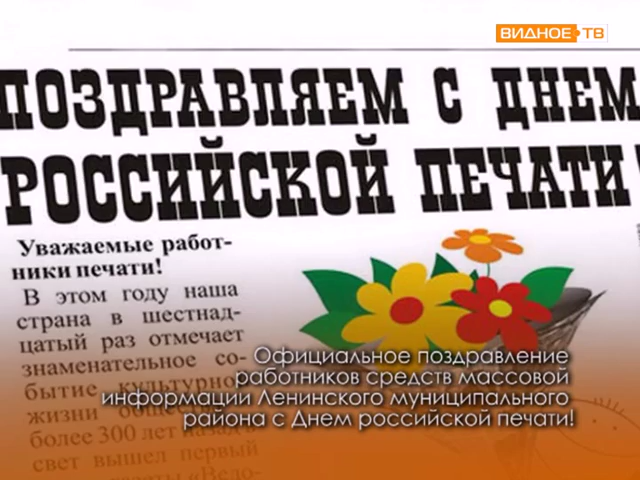 ВИДНОЕ ТВ
ПОЗДРАВЛЯЕМ С ДНЕМ
РОССИЙСКОЙ ПЕЧАТИ!
Уважаемые работ-
ники печати!
В этом году наша
страна в шестнад-
цатый раз отмечает
знаменательное со-
бытие культурно
жизни
более 300 лет назад в
свет вышел первый
Официальное поздравление
работников средств массовой
информации Ленинского муниципального
района с Днем российской печати!